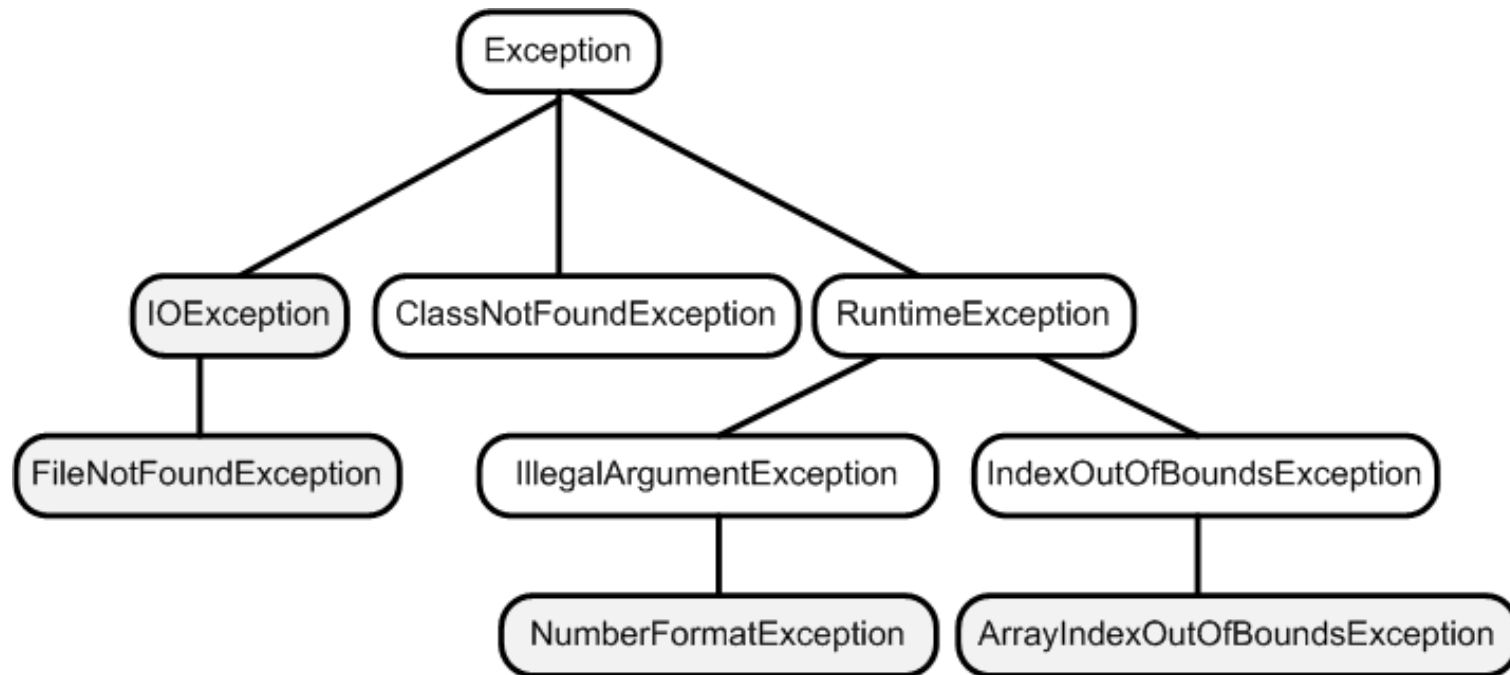 Exception
IOException
ClassNotFoundException
RuntimeException
FileNotFoundException
IllegalArgumentException
IndexOutOfBoundsException
NumberFormatException
ArrayIndexOutOfBoundsException